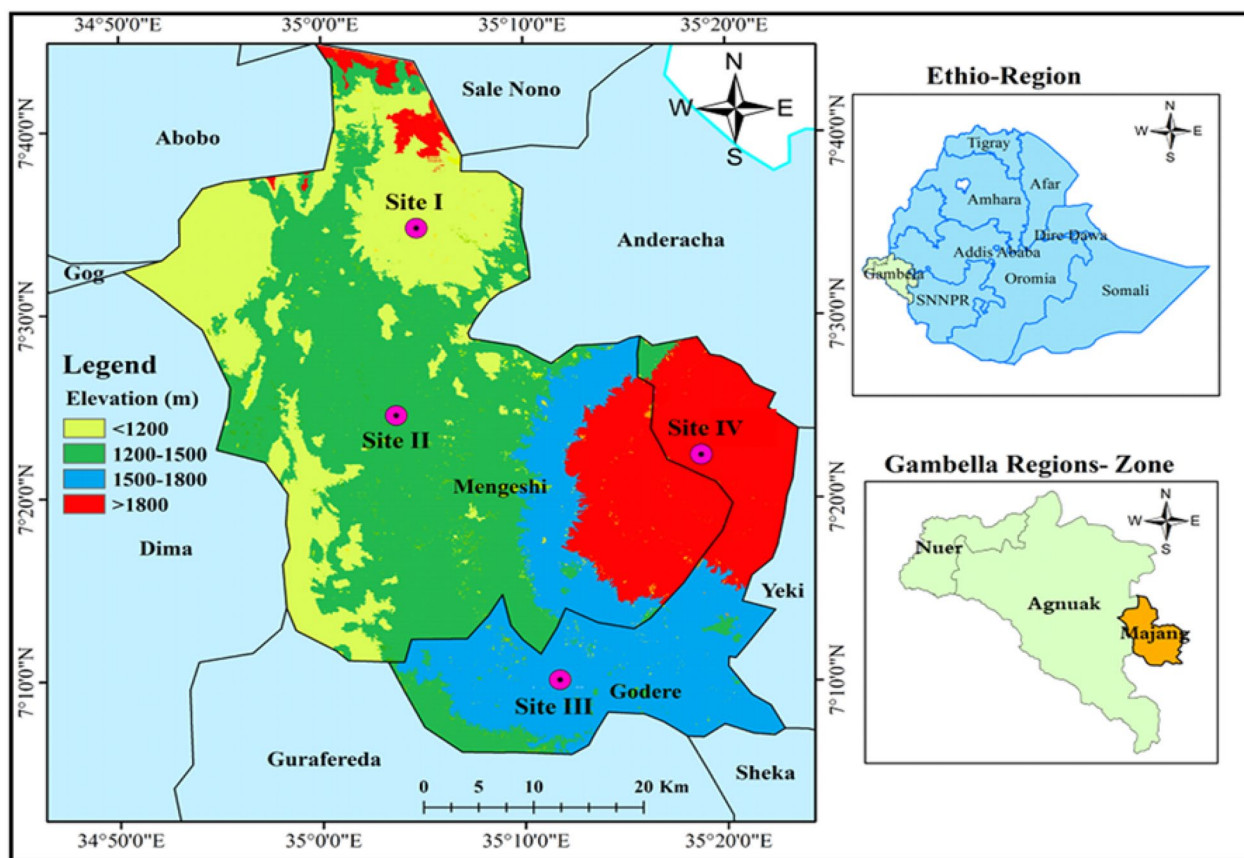 34°50'0"E 35°0'0"E 35°10'0"E 35°20'0"E
7°40'0"N
7°30'0"N
7°20'0"N
7°10'0"N
N
W E
S
Sale Nono
Abobo
Site I
Anderacha
Gog
Legend
Elevation (m)
<1200
1200-1500
1500-1800
>1800
Site II
Site IV
Mengeshi
Dima
Yeki
Site III
Godere
Gurafereda
Sheka
0 5 10 20 Km
7°40'0"N
7°30'0"N
7°20'0"N
7°10'0"N
34°50'0"E 35°0'0"E 35°10'0"E 35°20'0"E
Ethio-Region
N
W E
S
Tigray
Afar
Amhara
Dire Dawa
Addis Ababa
Gambela
Oromia
SNNPR
Somali
Gambella Regions- Zone
N
W E
S
Nuer
Agnuak
Majang